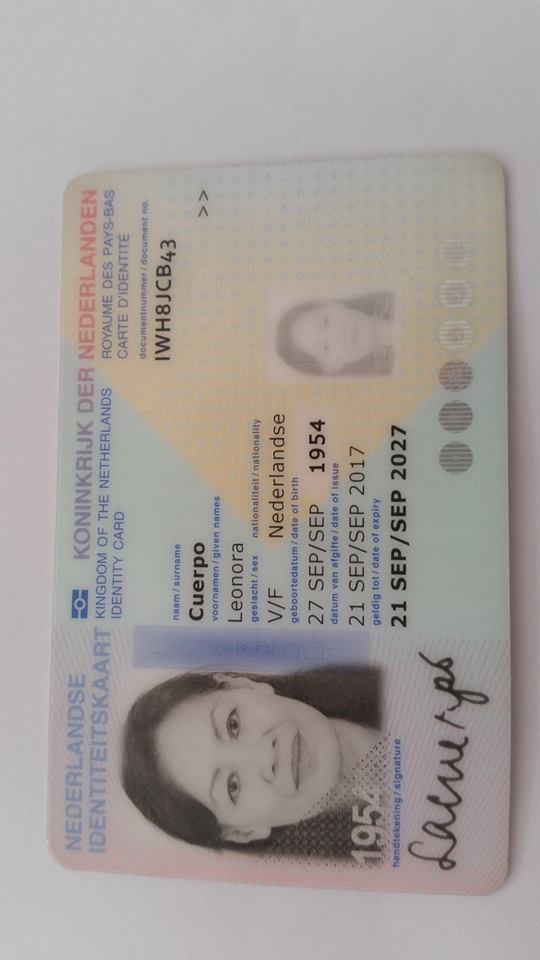 NEDERLANDSE
IDENTITEITSKAART
KONINKRIJK DER NEDERLANDEN
KINGDOM OF THE NETHERLANDS
IDENTITY CARD
ROYAUME DES PAYS-BAS
CARTE D'IDENTITÉ
documentnummer / document no.
IWH8JCB43
>>
naam / surname
Cuerpo
voornamen / given names
Leonora
geslacht / sex nationaliteit / nationality
V/F Nederlandse
geboortedatum / date of birth
27 SEP/SEP 1954
datum van afgifte / date of issue
21 SEP/SEP 2017
geldig tot / date of expiry
21 SEP/SEP 2027
1954
handtekening / signature